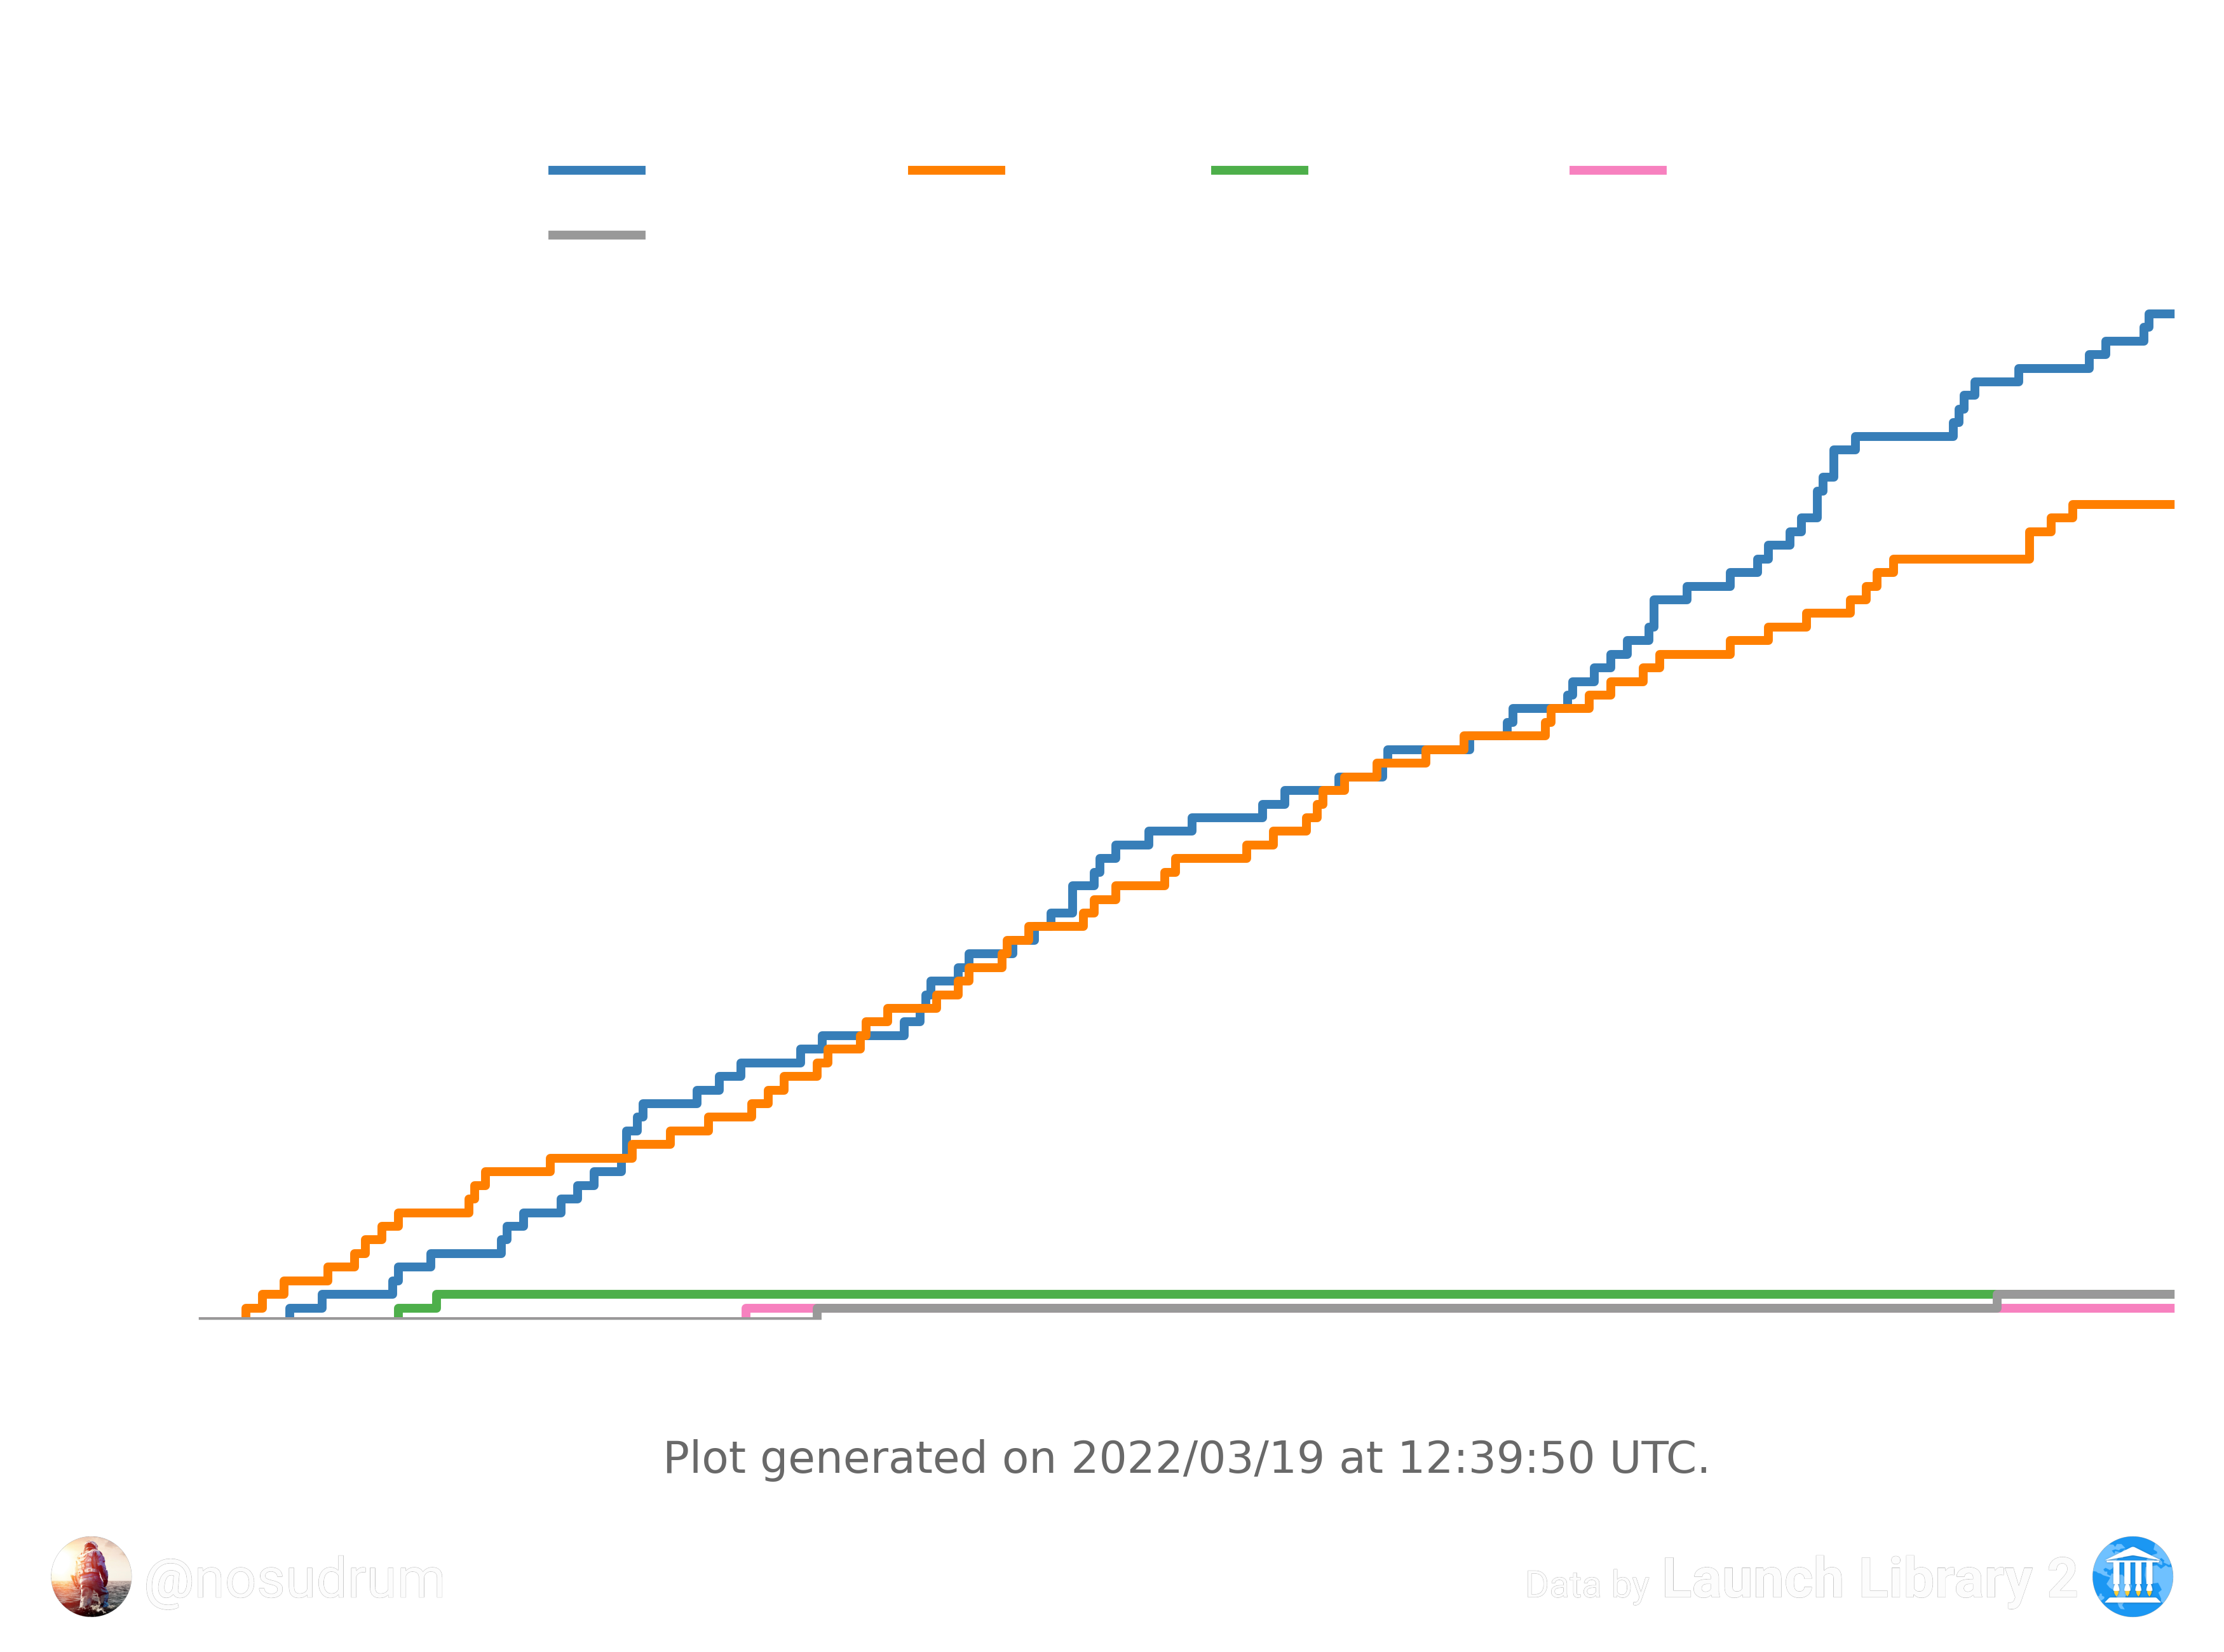 Plot generated on 2022/03/19 at 12:39:50 UTC.
@nosudrum
Data by Launch Library 2